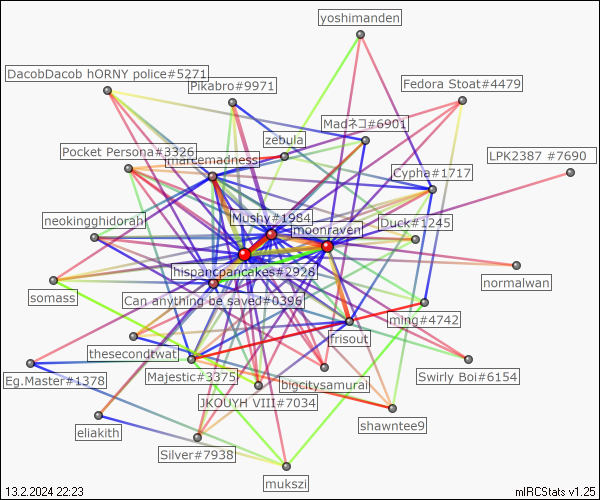 yoshimanden
DacobDacob hORNY police#5271
Pikabro#9971
Fedora Stoat#4479
Madネコ#6901
zebula
Pocket Persona#3326
marcemadness
LPK2387 #7690
Cypha#1717
neokingghidorah
Mushy#1984
moonraven
Duck#1245
hispancpancakes#2928
normalwan
somass
Can anything be saved#0396
ming#4742
frisout
thesecondtwat
Majestic#3375
bigcitysamurai
Swirly Boi#6154
Eg.Master#1378
JKOUYH VIII#7034
shawntee9
eliakith
Silver#7938
mukszi
13.2.2024 22:23
mIRCStats v1.25